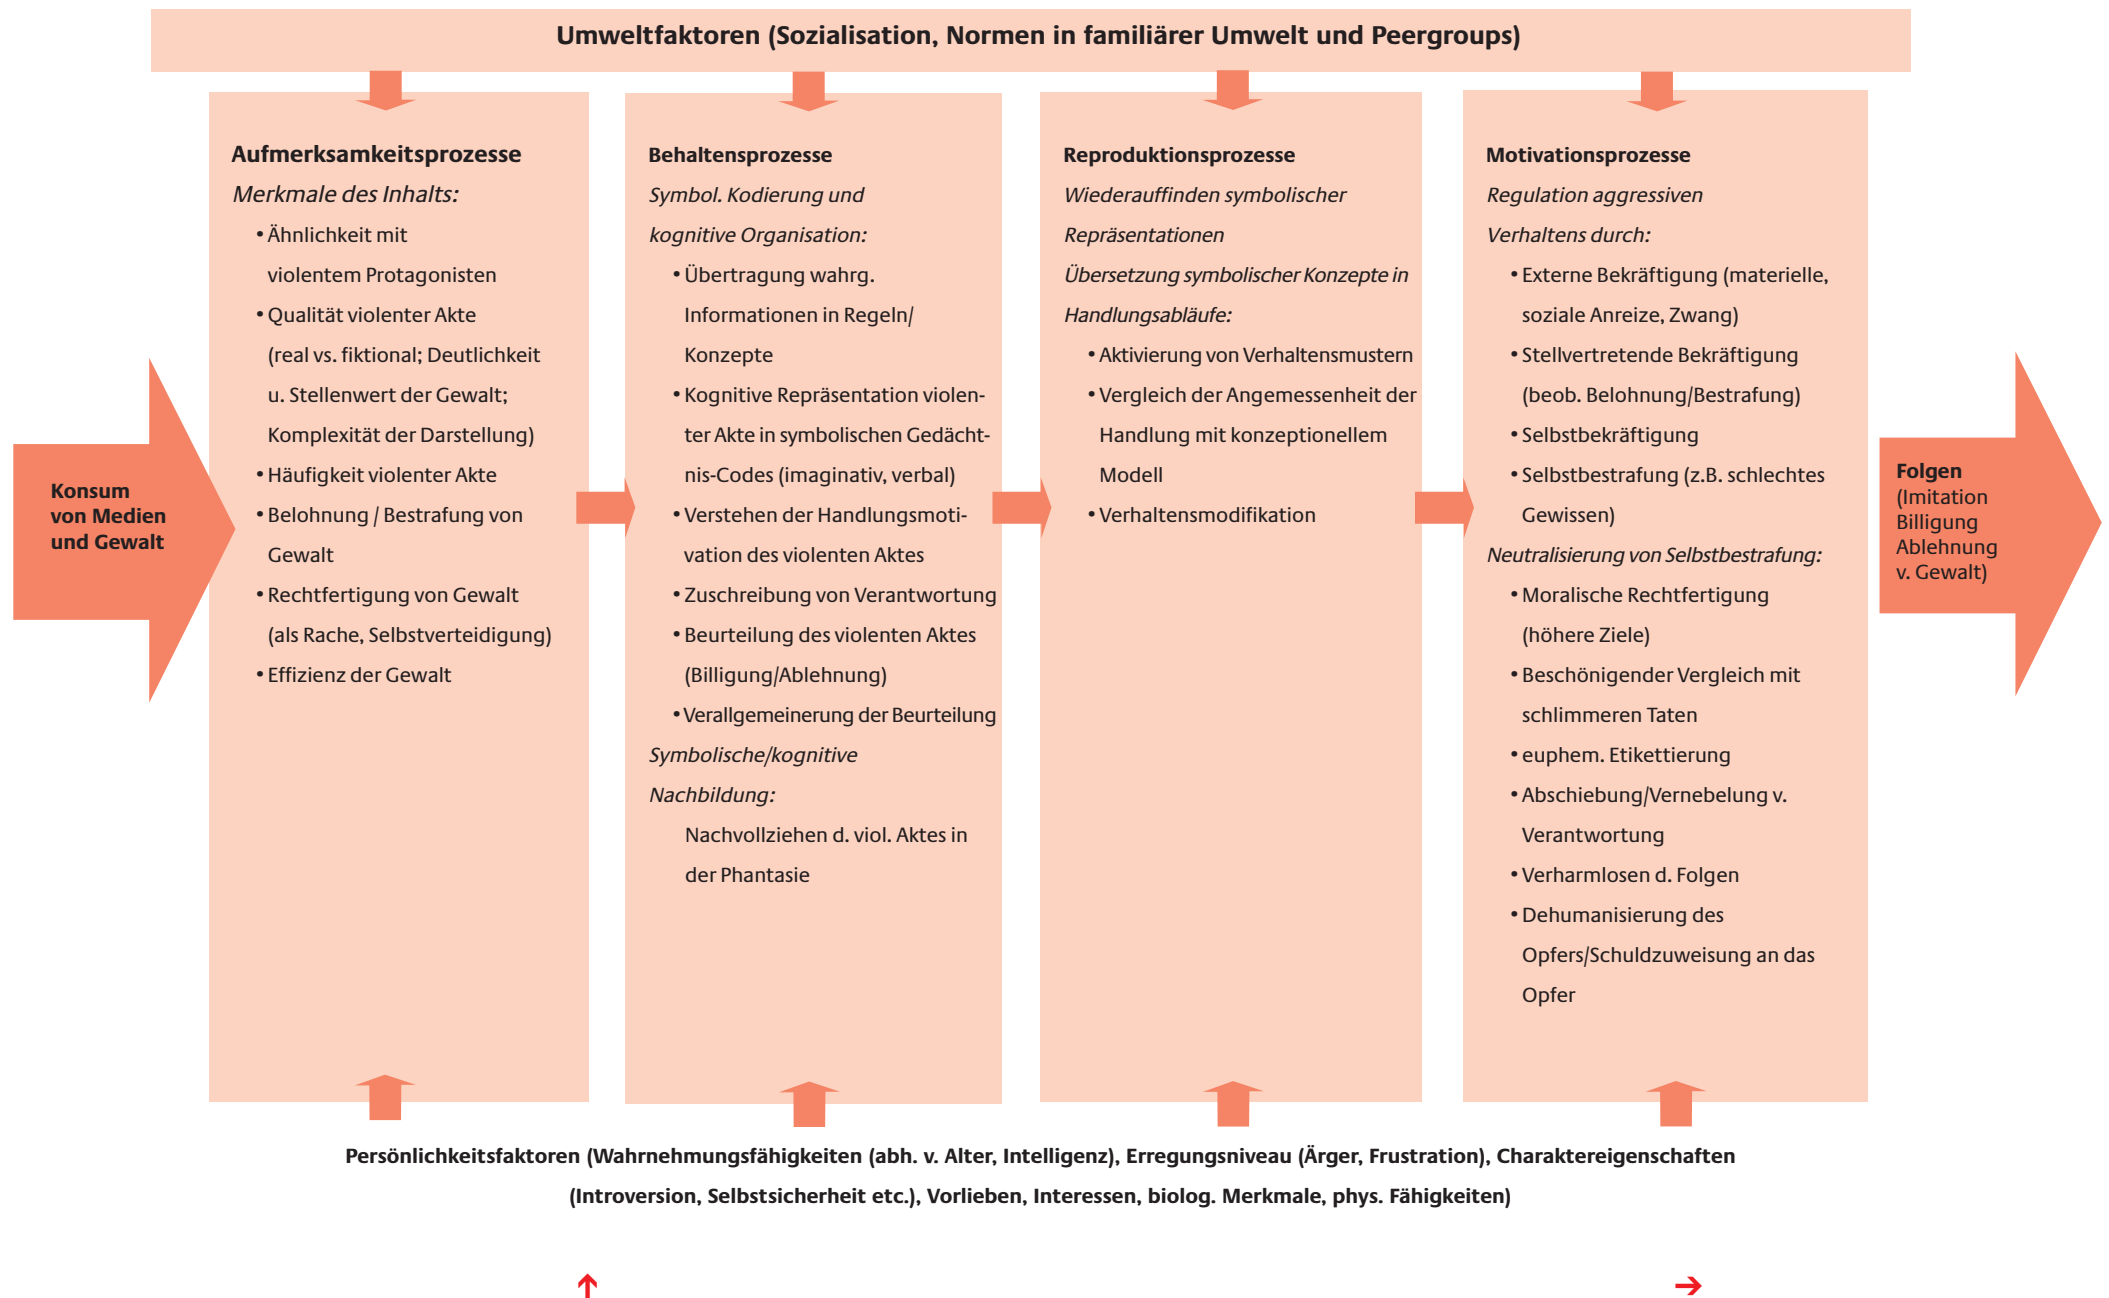 Umweltfaktoren (Sozialisation, Normen in familiärer Umwelt und Peergroups)
Konsum
von Medien
und Gewalt
Aufmerksamkeitsprozesse
Merkmale des Inhalts:
• Ähnlichkeit mit
violentem Protagonisten
• Qualität violenter Akte
(real vs. fiktional; Deutlichkeit
u. Stellenwert der Gewalt;
Komplexität der Darstellung)
• Häufigkeit violenter Akte
• Belohnung / Bestrafung von
Gewalt
• Rechtfertigung von Gewalt
(als Rache, Selbstverteidigung)
• Effizienz der Gewalt
Behaltensprozesse
Symbol. Kodierung und
kognitive Organisation:
• Übertragung wahrg.
Informationen in Regeln/
Konzepte
• Kognitive Repräsentation violen-
ter Akte in symbolischen Gedächt-
nis-Codes (imaginativ, verbal)
• Verstehen der Handlungsmoti-
vation des violenten Aktes
• Zuschreibung von Verantwortung
• Beurteilung des violenten Aktes
(Billigung/Ablehnung)
• Verallgemeinerung der Beurteilung
Symbolische/kognitive
Nachbildung:
Nachvollziehen d. viol. Aktes in
der Phantasie
Reproduktionsprozesse
Wiederauffinden symbolischer
Repräsentationen
Übersetzung symbolischer Konzepte in
Handlungsabläufe:
• Aktivierung von Verhaltensmustern
• Vergleich der Angemessenheit der
Handlung mit konzeptionellem
Modell
• Verhaltensmodifikation
Motivationsprozesse
Regulation aggressiven
Verhaltens durch:
• Externe Bekräftigung (materielle,
soziale Anreize, Zwang)
• Stellvertretende Bekräftigung
(beob. Belohnung/Bestrafung)
• Selbstbekräftigung
• Selbstbestrafung (z.B. schlechtes
Gewissen)
Neutralisierung von Selbstbestrafung:
• Moralische Rechtfertigung
(höhere Ziele)
• Beschönigender Vergleich mit
schlimmeren Taten
• euphem. Etikettierung
• Abschiebung/Vernebelung v.
Verantwortung
• Verharmlosen d. Folgen
• Dehumanisierung des
Opfers/Schuldzuweisung an das
Opfer
Folgen
(Imitation
Billigung
Ablehnung
v. Gewalt)
Persönlichkeitsfaktoren (Wahrnehmungsfähigkeiten (abh. v. Alter, Intelligenz), Erregungsniveau (Ärger, Frustration), Charaktereigenschaften
(Introversion, Selbstsicherheit etc.), Vorlieben, Interessen, biolog. Merkmale, phys. Fähigkeiten)